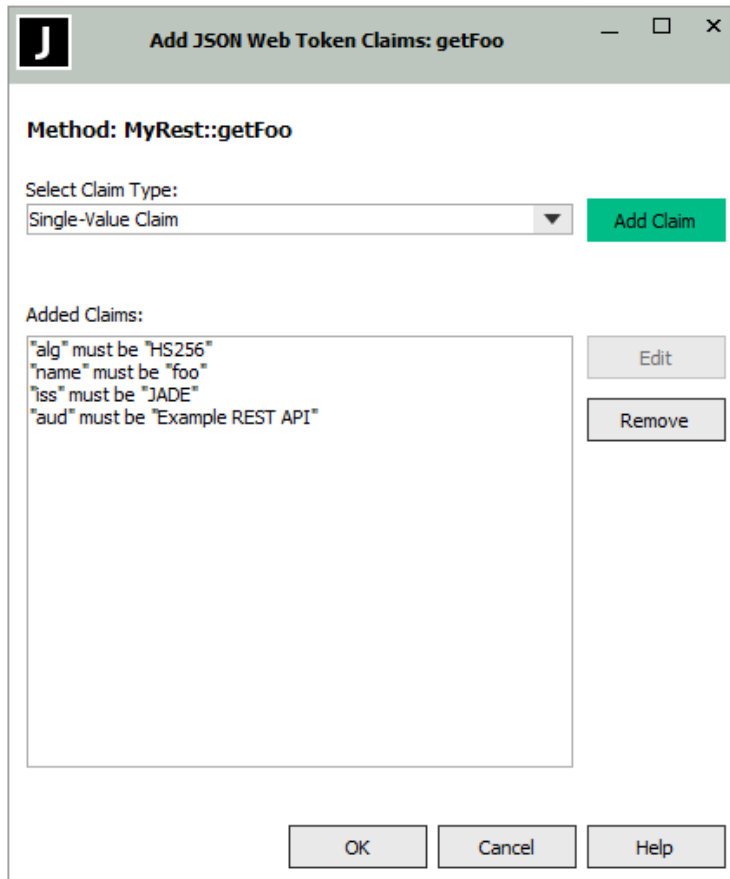 J
Add JSON Web Token Claims: getFoo
Method: MyRest::getFoo
Select Claim Type:
Single-Value Claim
Add Claim
Added Claims:
"alg" must be "HS256"
"name" must be "foo"
"iss" must be "JADE"
"aud" must be "Example REST API"
Edit
Remove
OK
Cancel
Help